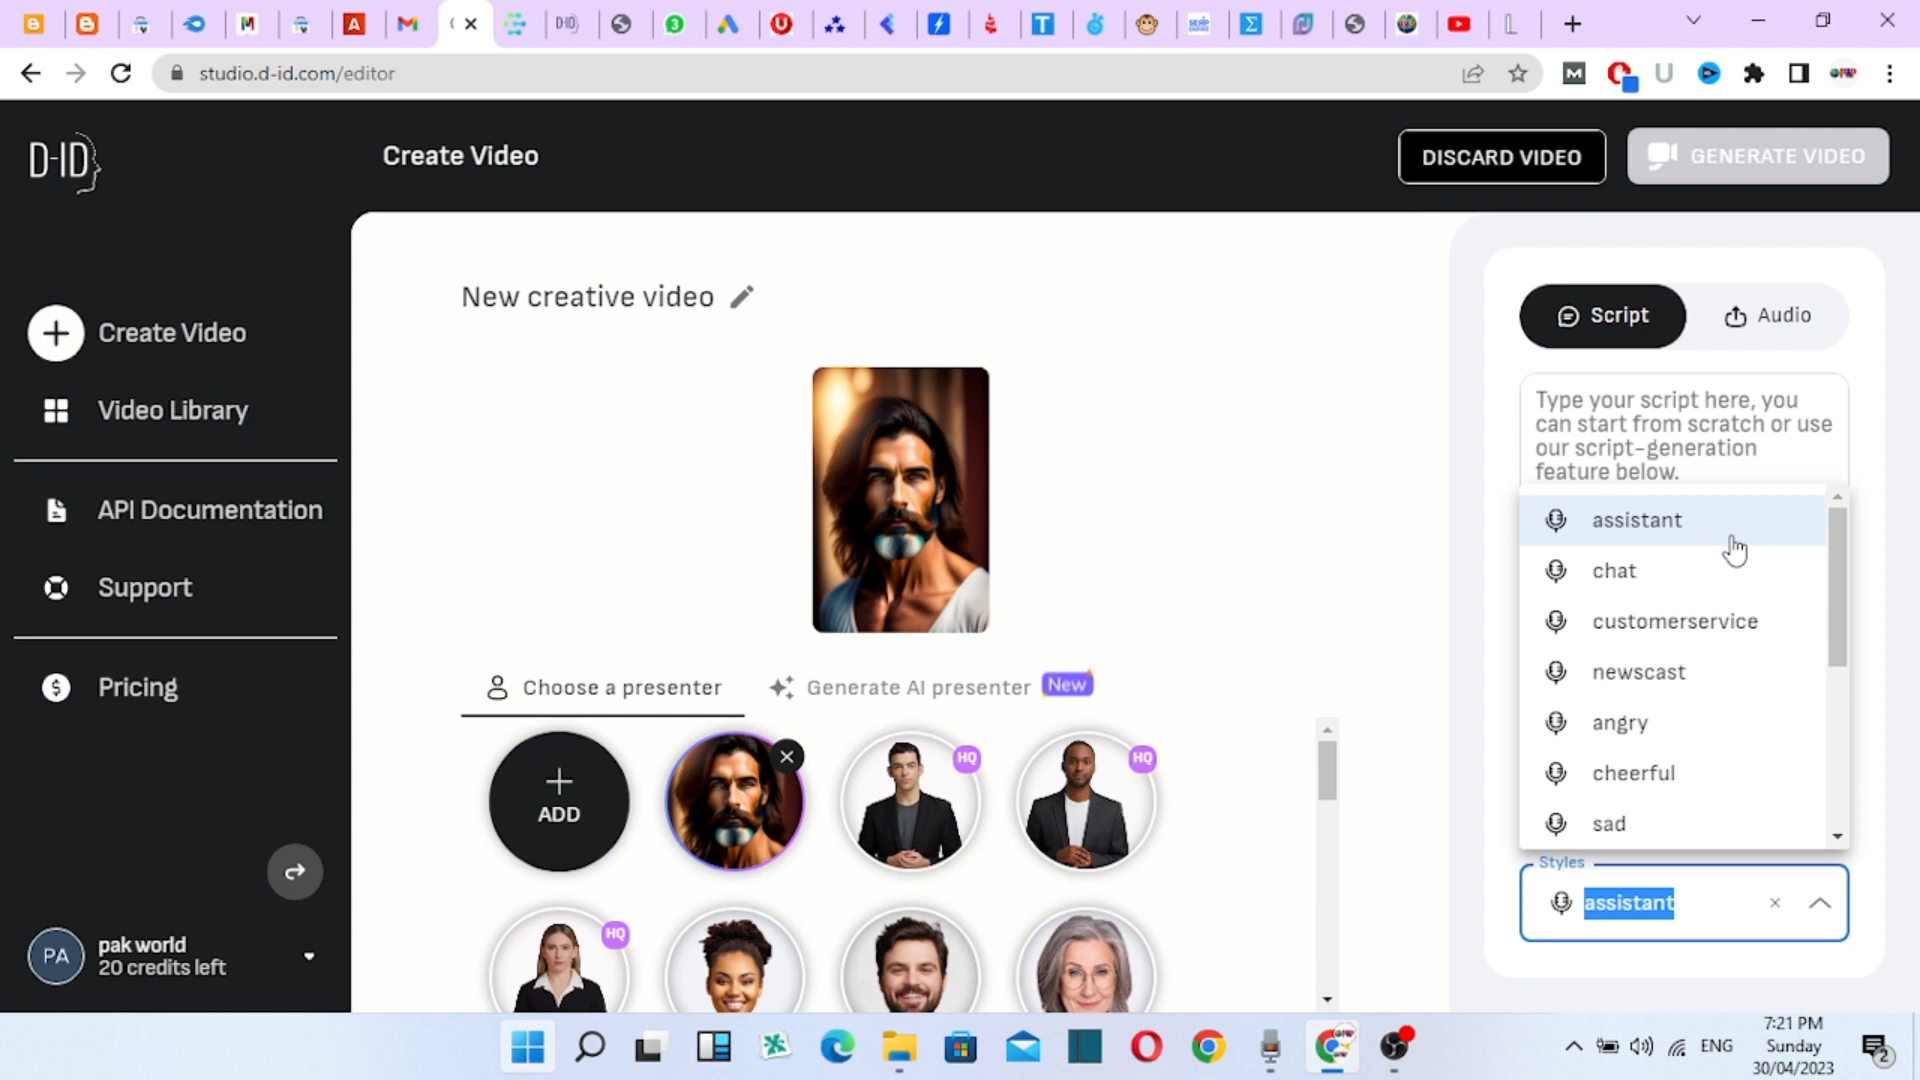 studio.d-id.com/editor
D-ID
Create Video
DISCARD VIDEO
GENERATE VIDEO
Create Video
Video Library
API Documentation
Support
Pricing
PA
pak world
20 credits left
New creative video
Choose a presenter
Generate AI presenter
New
ADD
HQ
HQ
HQ
Script
Audio
Type your script here, you
can start from scratch or use
our script-generation
feature below.
assistant
chat
customerservice
newscast
angry
cheerful
sad
Styles
assistant
ENG
7:21 PM
Sunday
30/04/2023
2